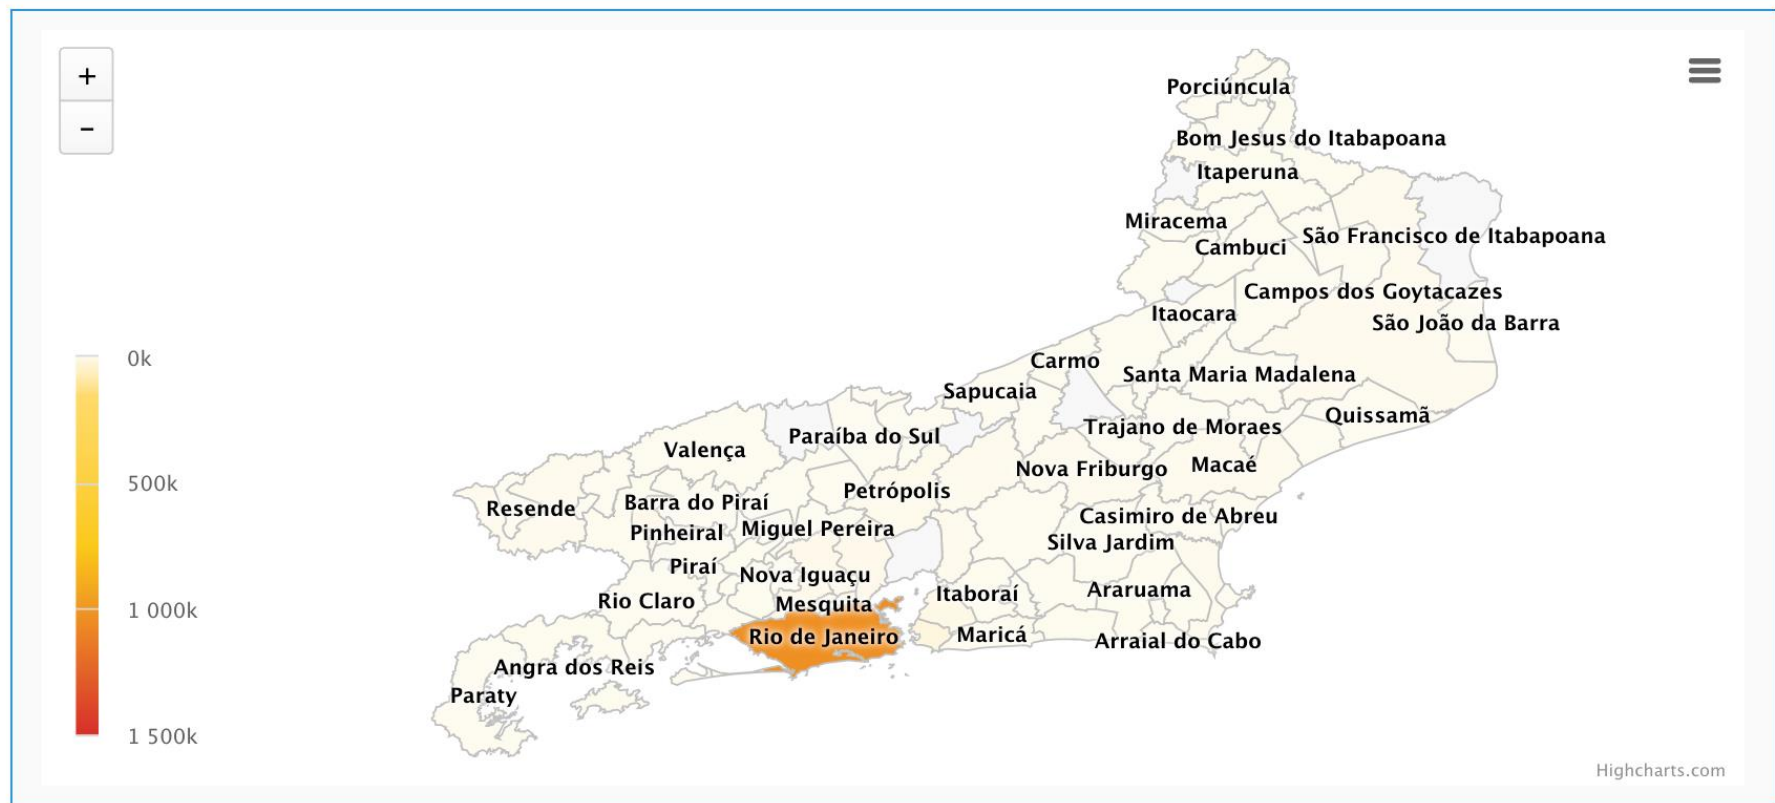 +
−
Porciúncula
Bom Jesus do Itabapoana
Itaperuna
Miracema
São Francisco de Itabapoana
Cambuci
Campos dos Goytacazes
Itaocara
São João da Barra
0k
Carmo
Santa Maria Madalena
Sapucaia
Quissamã
Trajano de Moraes
Paraíba do Sul
Valença
Macaé
Nova Friburgo
500k
Petrópolis
Barra do Piraí
Resende
Casimiro de Abreu
Miguel Pereira
Pinheiral
Silva Jardim
Piraí
Nova Iguaçu
Araruama
Itaboraí
Rio Claro
Mesquita
1 000k
Maricá
Rio de Janeiro
Arraial do Cabo
Angra dos Reis
Paraty
1 500k
Highcharts.com